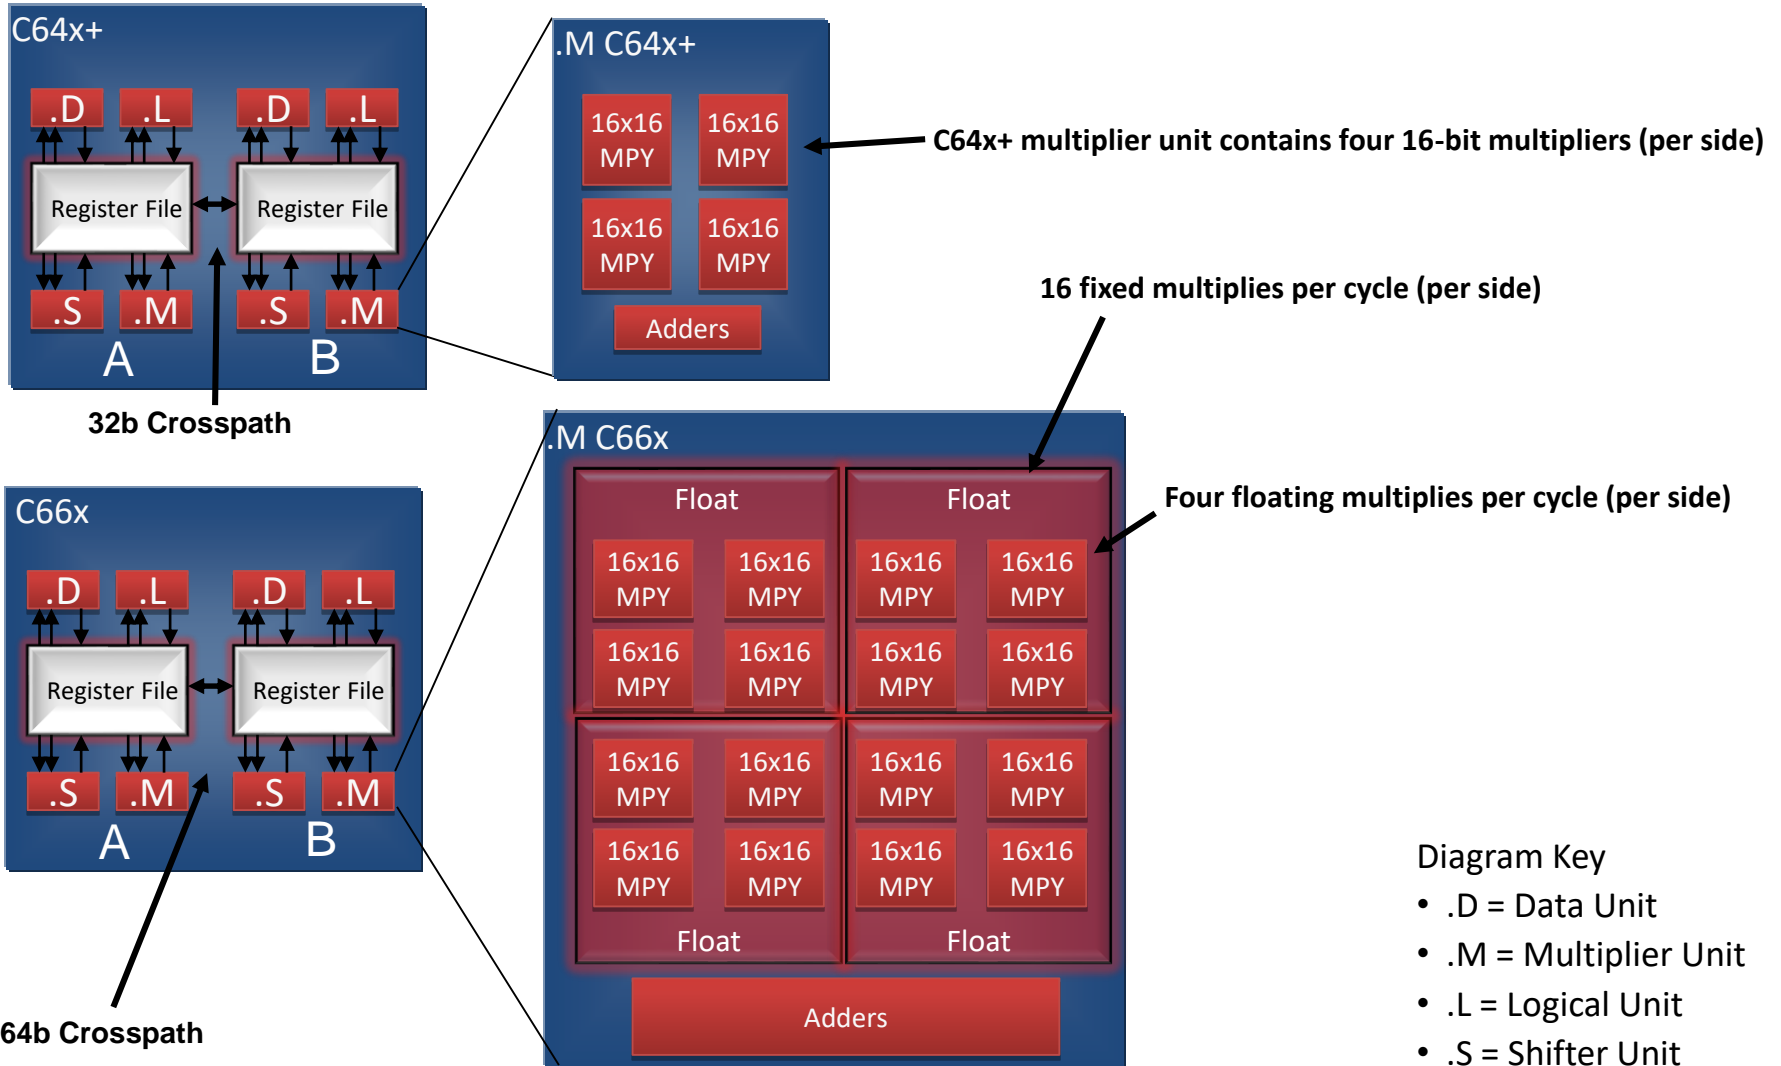 C64x+
.D
.L
.D
.L
Register File
Register File
.S
.M
.S
.M
A
B
32b Crosspath
.M C64x+
16x16
MPY
16x16
MPY
16x16
MPY
16x16
MPY
Adders
C64x+ multiplier unit contains four 16-bit multipliers (per side)
16 fixed multiplies per cycle (per side)
Four floating multiplies per cycle (per side)
C66x
.D
.L
.D
.L
Register File
Register File
.S
.M
.S
.M
A
B
64b Crosspath
.M C66x
Float
Float
16x16
MPY
16x16
MPY
16x16
MPY
16x16
MPY
16x16
MPY
16x16
MPY
16x16
MPY
16x16
MPY
16x16
MPY
16x16
MPY
16x16
MPY
16x16
MPY
16x16
MPY
16x16
MPY
16x16
MPY
16x16
MPY
Float
Float
Adders
Diagram Key
• .D = Data Unit
• .M = Multiplier Unit
• .L = Logical Unit
• .S = Shifter Unit